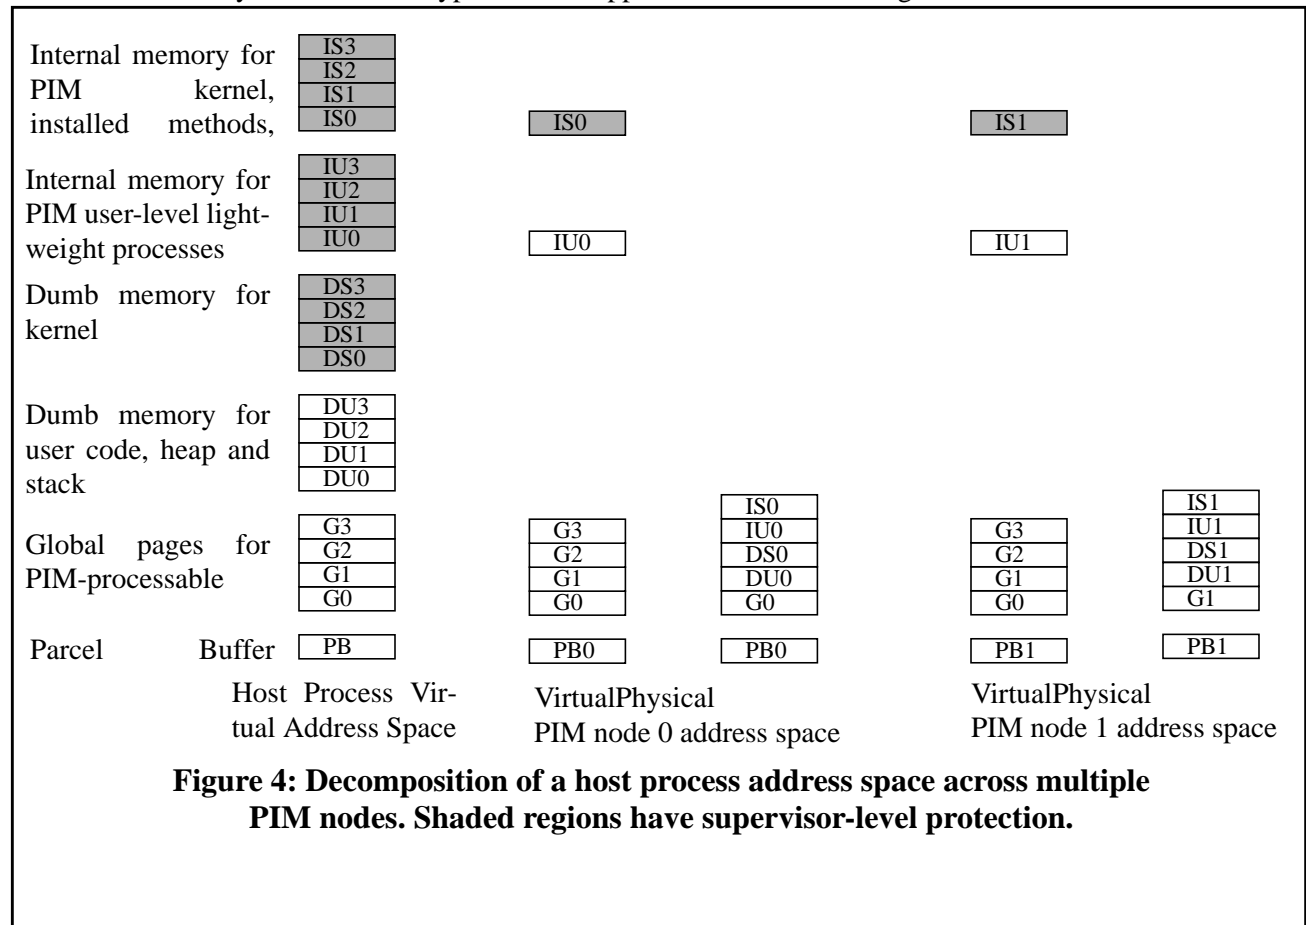 Internal memory for
PIM kernel,
installed methods,
IS3
IS2
IS1
IS0
IS0
IS1
Internal memory for
PIM user-level light-
weight processes
IU3
IU2
IU1
IU0
IU0
IU1
Dumb memory for
kernel
DS3
DS2
DS1
DS0
Dumb memory for
user code, heap and
stack
DU3
DU2
DU1
DU0
Global pages for
PIM-processable
G3
G2
G1
G0
G3
G2
G1
G0
IS0
IU0
DS0
DU0
G0
G3
G2
G1
G0
IS1
IU1
DS1
DU1
G1
Parcel Buffer
PB
PB0
PB0
PB1
PB1
Host Process Vir-
tual Address Space
VirtualPhysical
PIM node 0 address space
VirtualPhysical
PIM node 1 address space
Figure 4: Decomposition of a host process address space across multiple
PIM nodes. Shaded regions have supervisor-level protection.